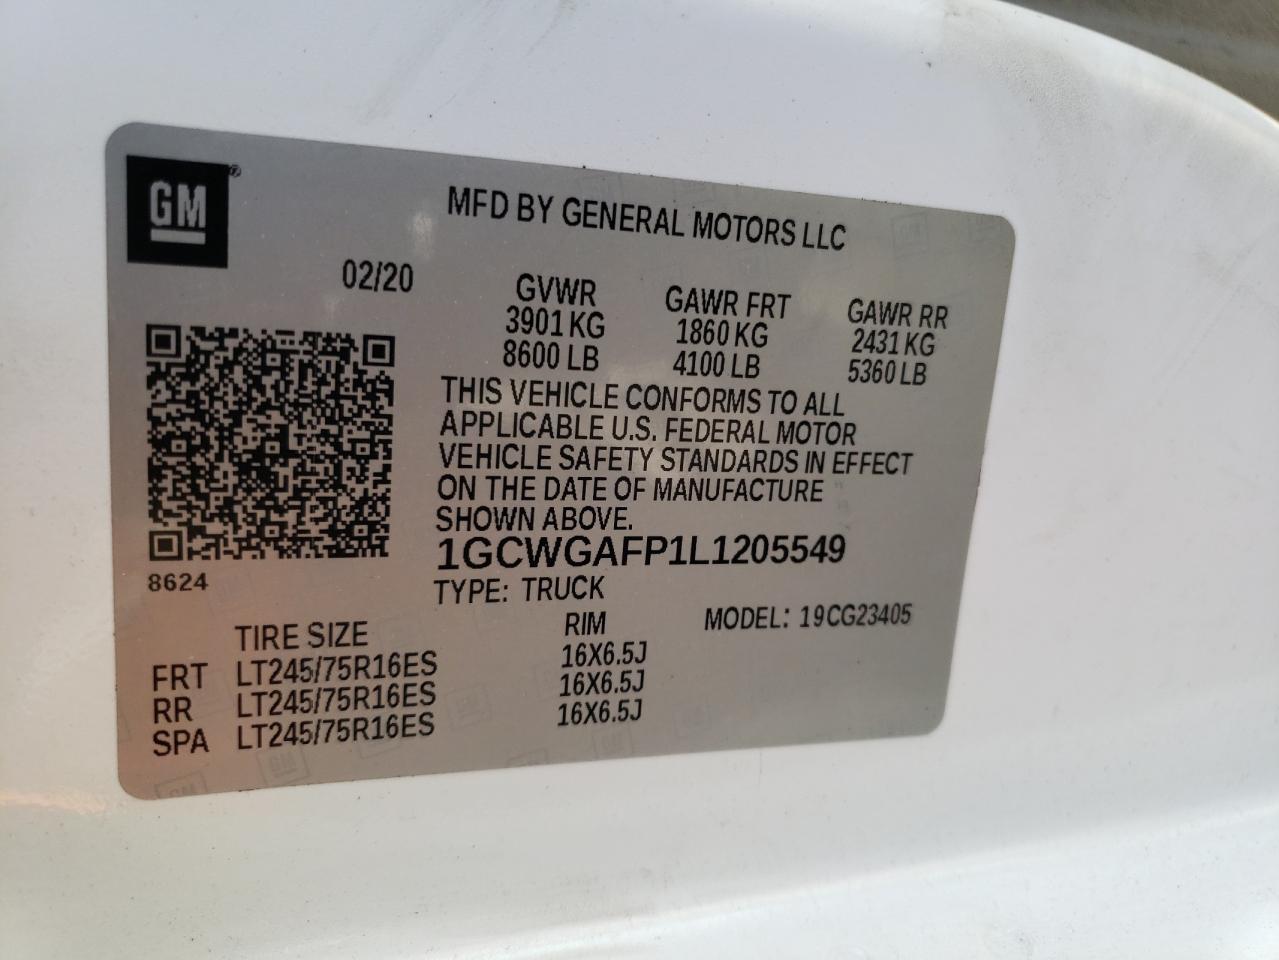 GM
MFD BY GENERAL MOTORS LLC
02/20
GVWR GAWR FRT GAWR RR
3901 KG 1860 KG 2431 KG
8600 LB 4100 LB 5360 LB
THIS VEHICLE CONFORMS TO ALL
APPLICABLE U.S. FEDERAL MOTOR
VEHICLE SAFETY STANDARDS IN EFFECT
ON THE DATE OF MANUFACTURE
SHOWN ABOVE.
1GCWGAFP1L1205549
8624
TYPE: TRUCK
MODEL: 19CG23405
TIRE SIZE RIM
FRT LT245/75R16ES 16X6.5J
RR LT245/75R16ES 16X6.5J
SPA LT245/75R16ES 16X6.5J